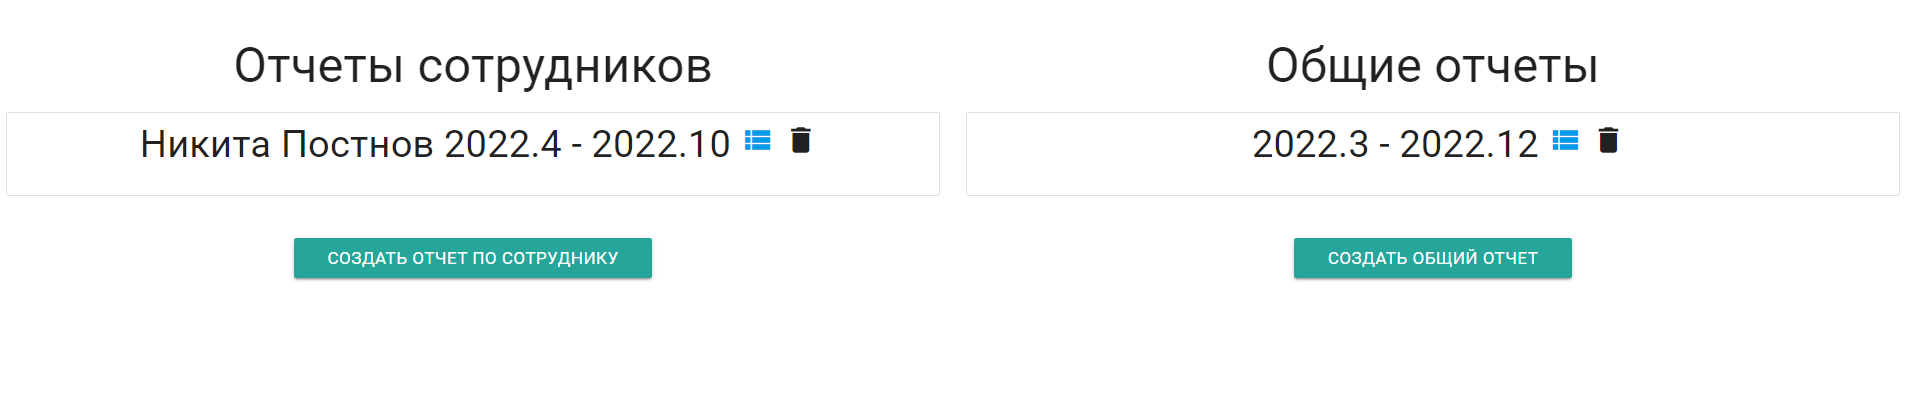 Отчеты сотрудников
Никита Постнов 2022.4 - 2022.10
СОЗДАТЬ ОТЧЕТ ПО СОТРУДНИКУ
Общие отчеты
2022.3 - 2022.12
СОЗДАТЬ ОБЩИЙ ОТЧЕТ